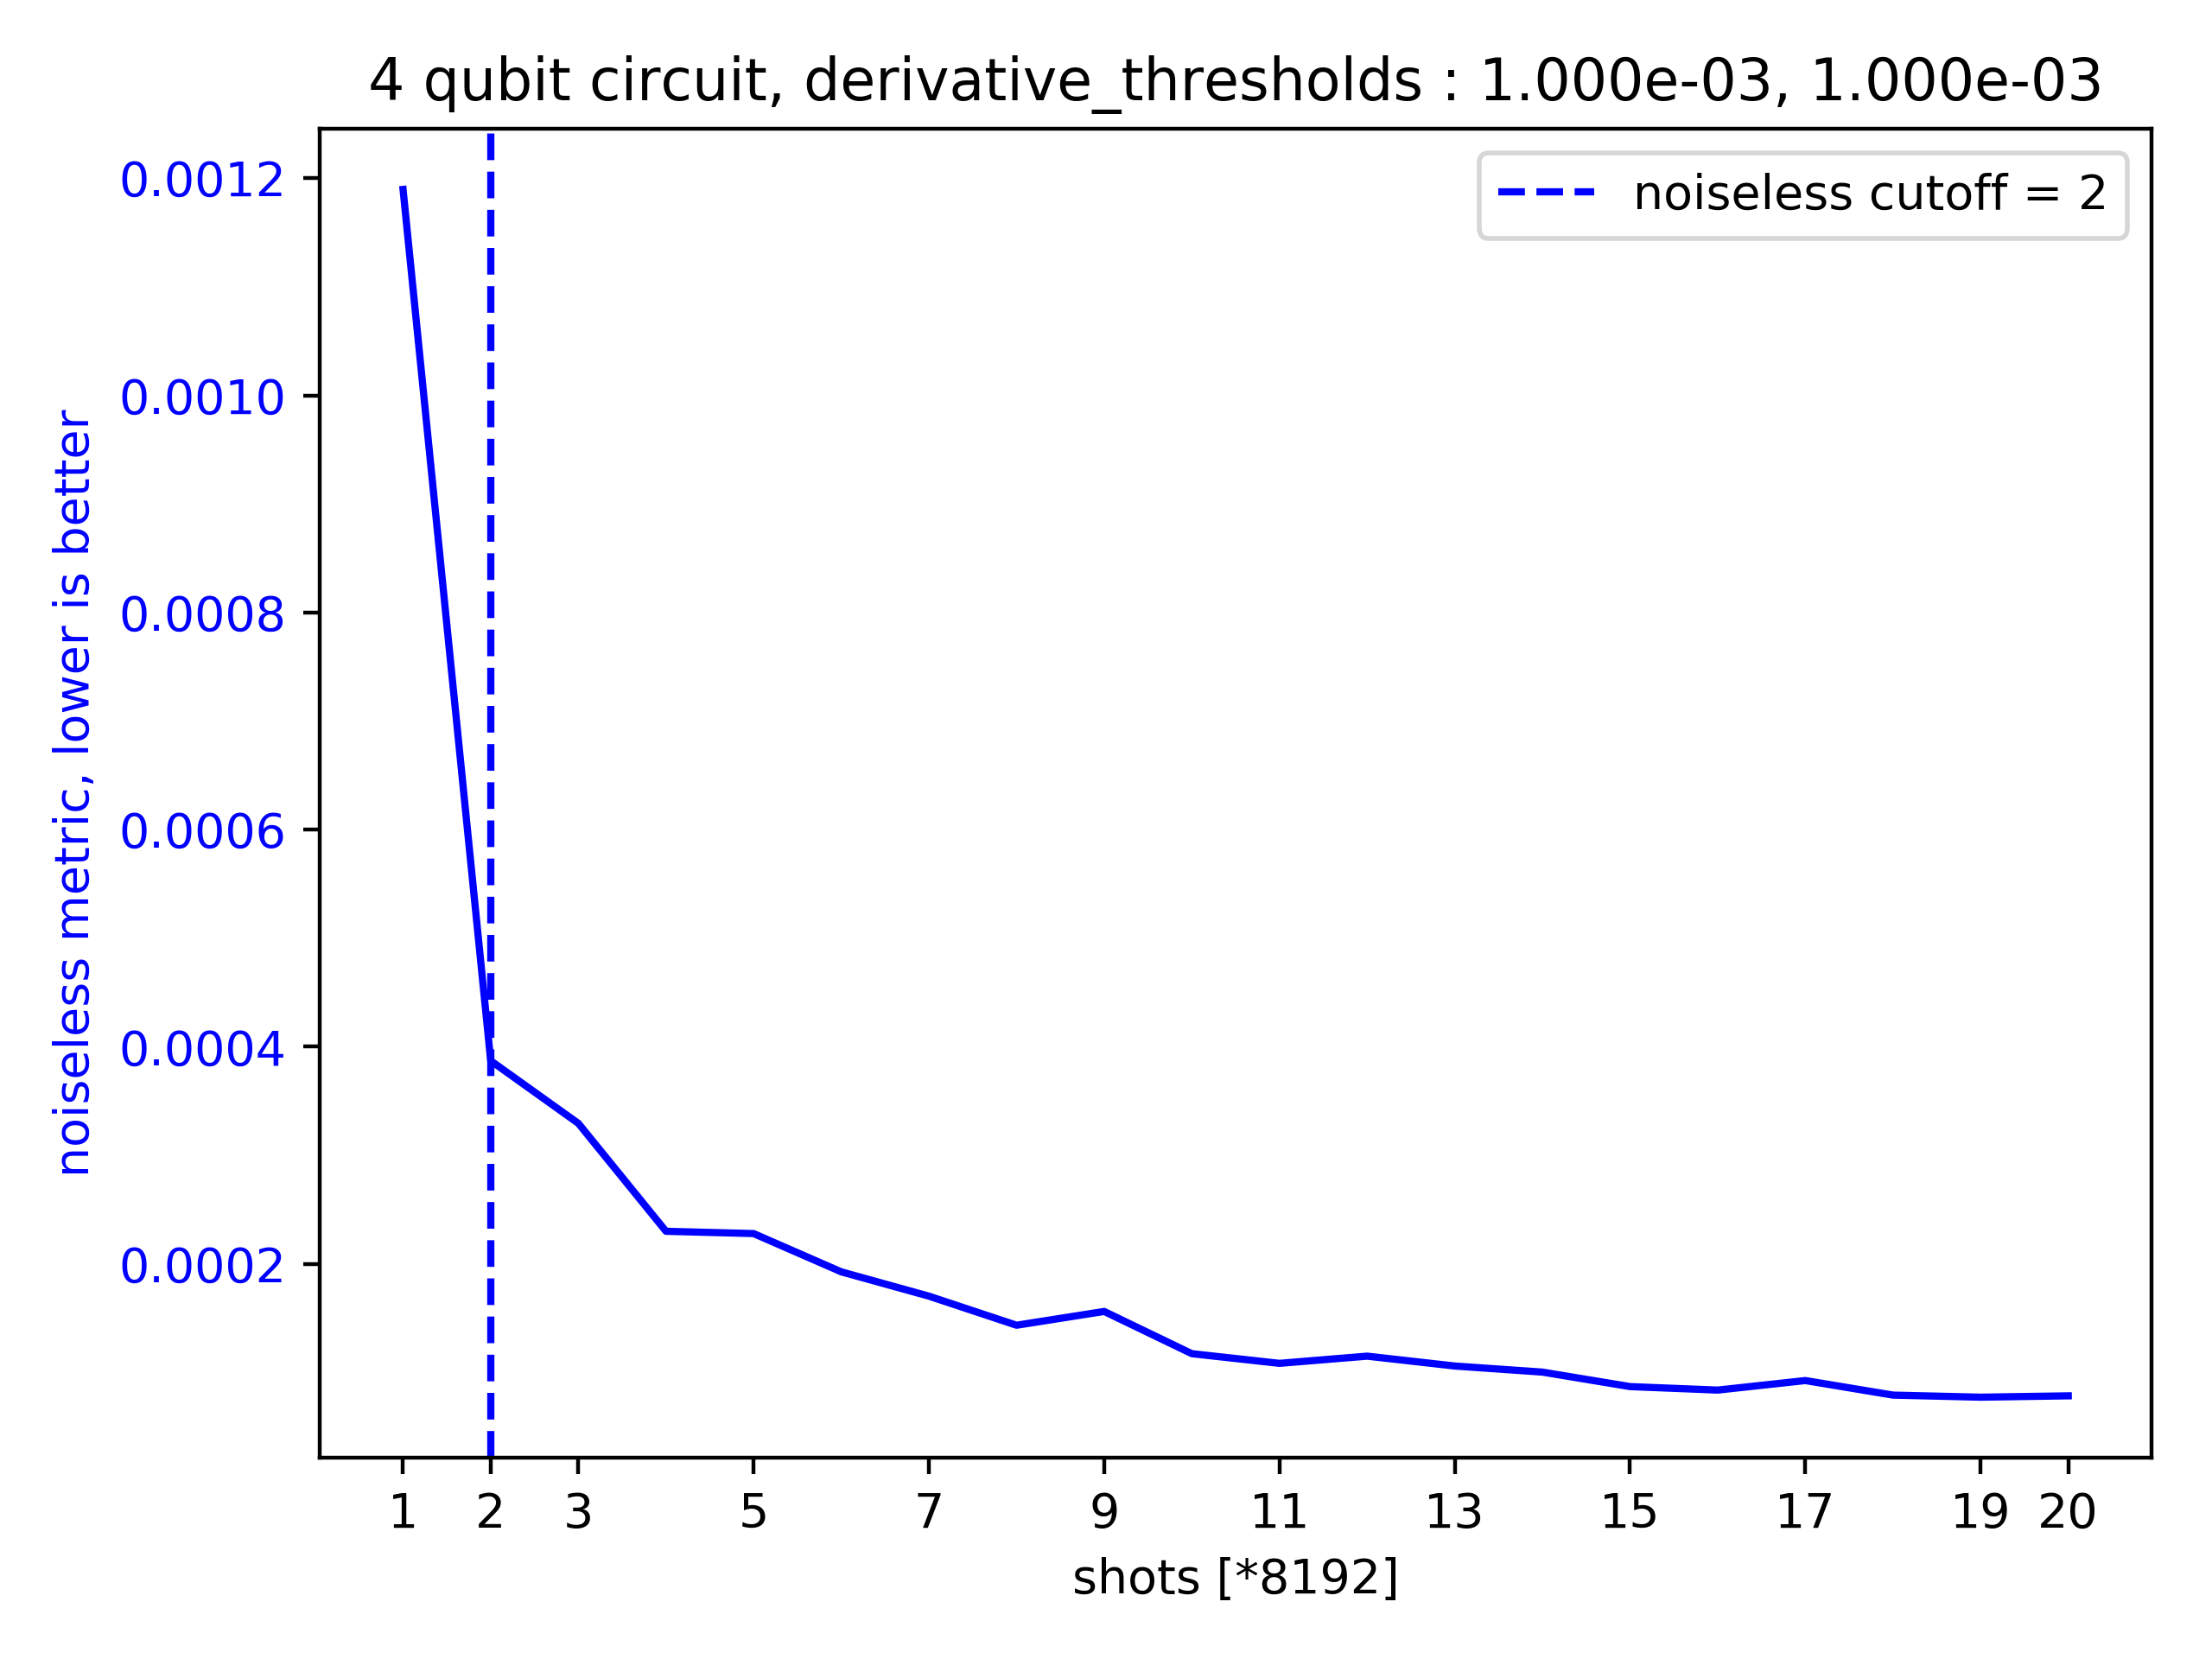 4 qubit circuit, derivative_thresholds : 1.000e-03, 1.000e-03
noiseless cutoff = 2
noiseless metric, lower is better
0.0012
0.0010
0.0008
0.0006
0.0004
0.0002
1 2 3 5 7 9 11 13 15 17 19 20
shots [*8192]